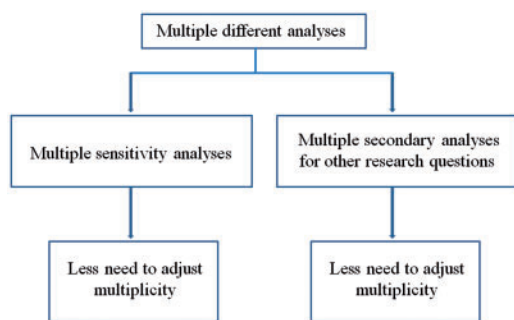 Multiple different analyses
Multiple sensitivity analyses
Multiple secondary analyses
for other research questions
Less need to adjust
multiplicity
Less need to adjust
multiplicity